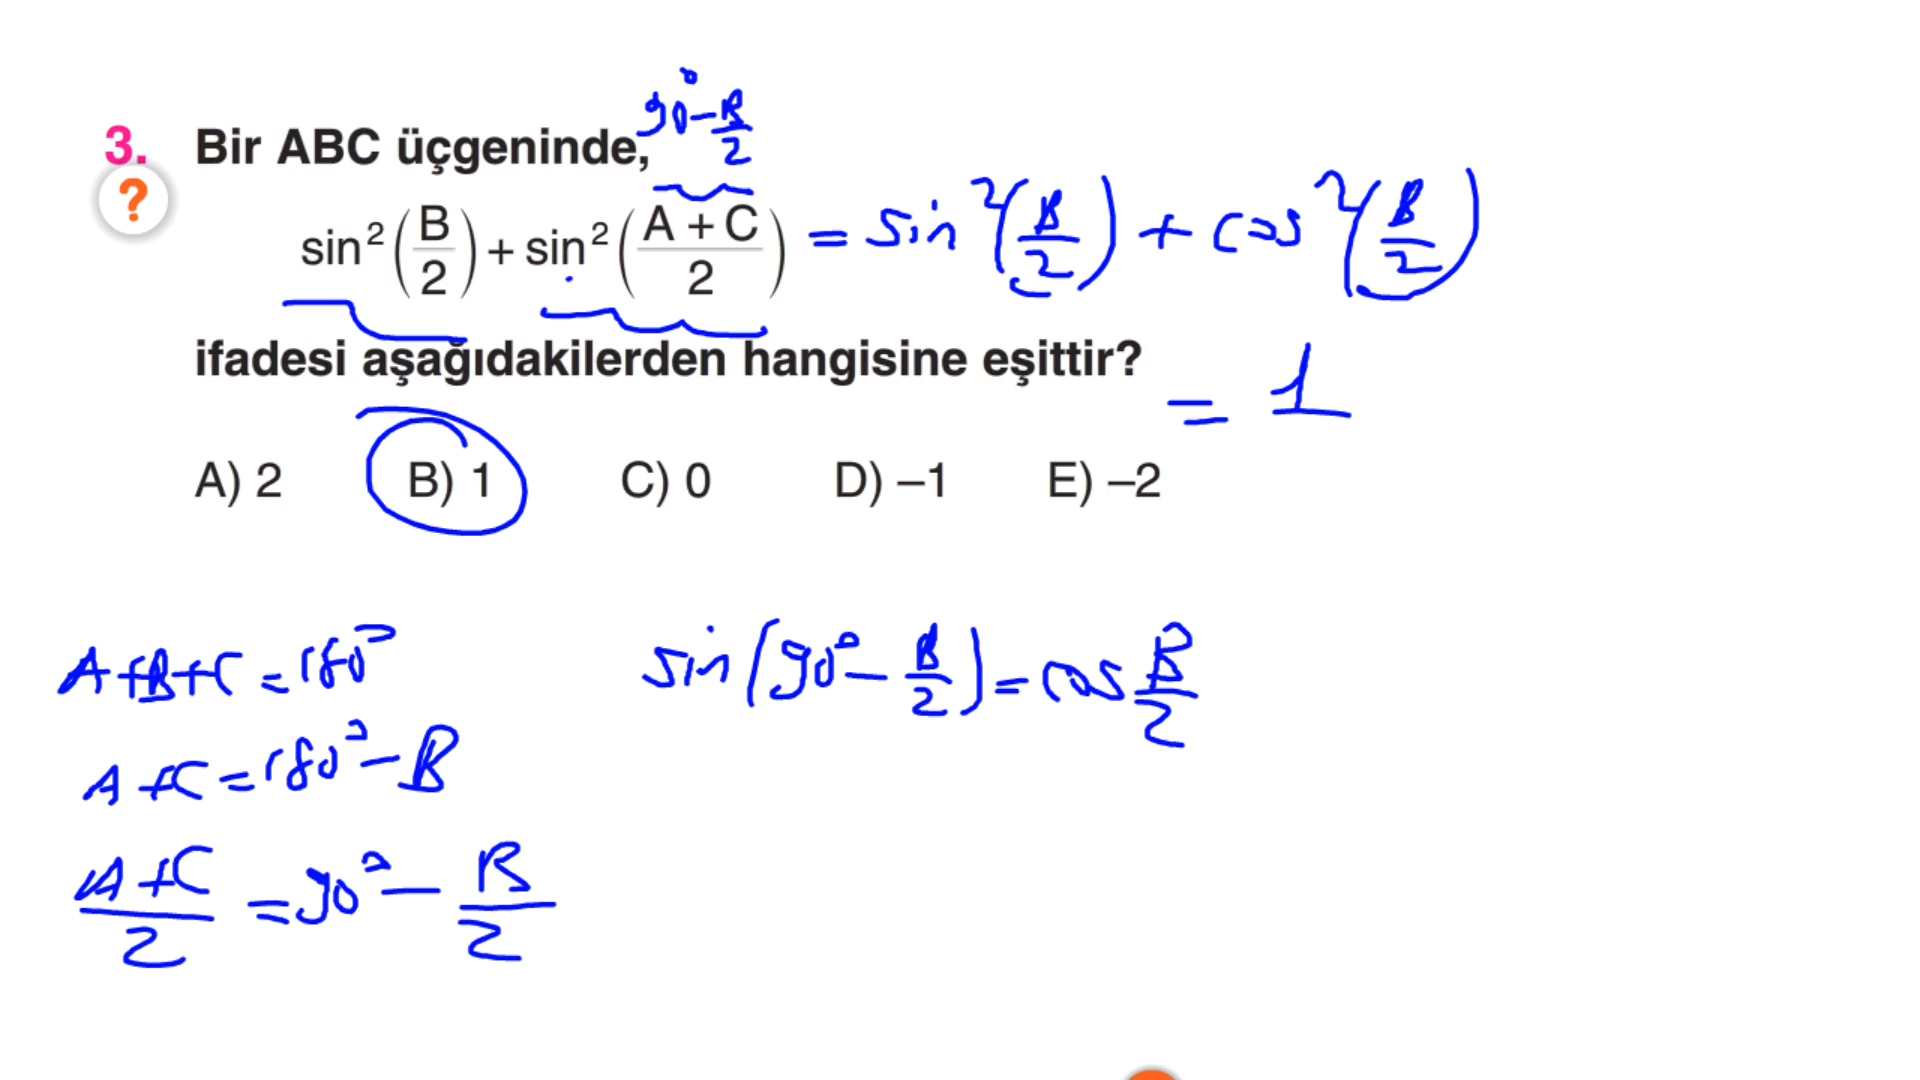 90° - B/2
3. Bir ABC üçgeninde,
?
sin²(B/2) + sin²((A + C)/2) = sin²(B/2) + cos²(B/2)
ifadesi aşağıdakilerden hangisine eşittir?
= 1
A) 2 B) 1 C) 0 D) –1 E) –2
A+B+C = 180°
sin(90° - B/2) = cos B/2
A+C = 180° - B
(A+C)/2 = 90° - B/2